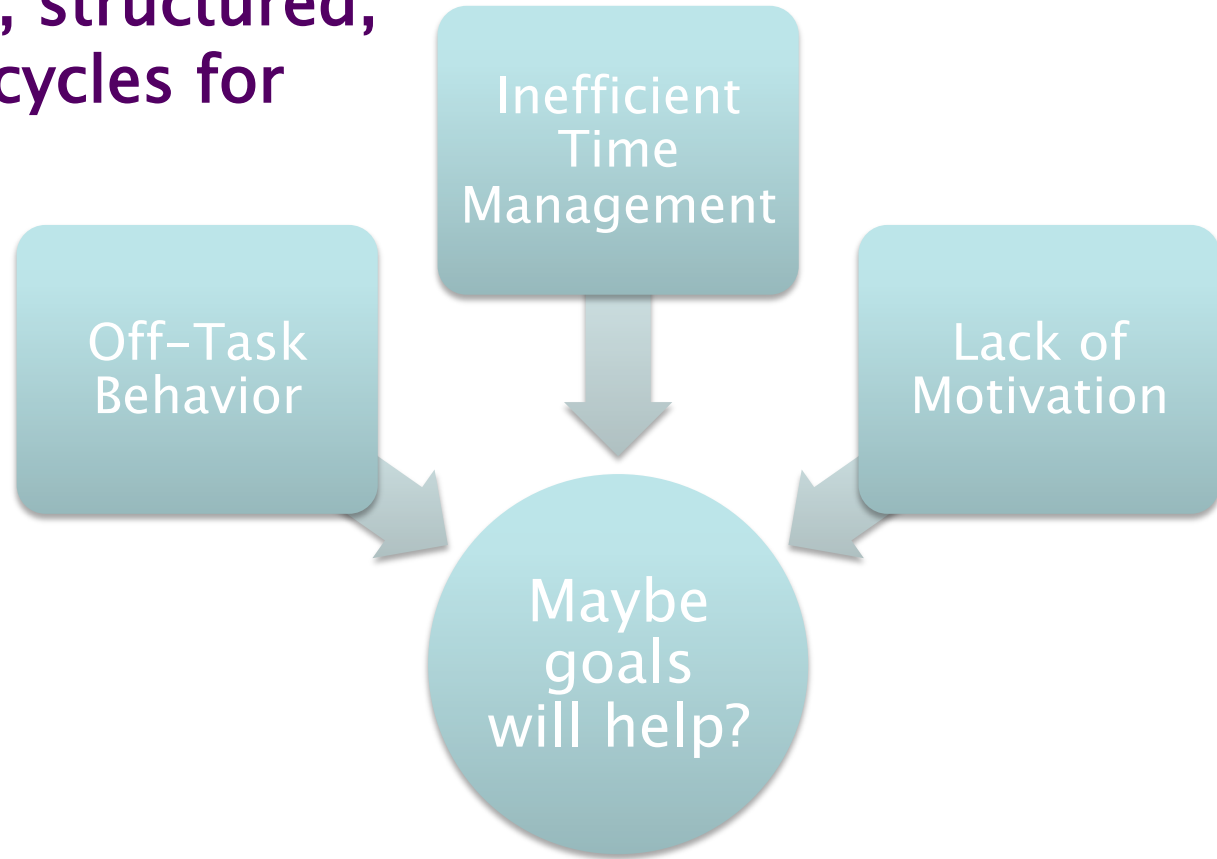 , structured,
cycles for
Inefficient
Time
Management
Off-Task
Behavior
Lack of
Motivation
Maybe
goals
will help?